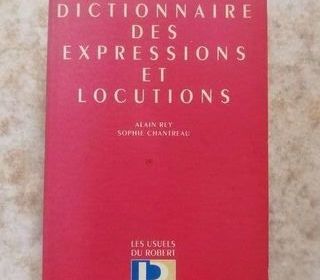 DICTIONNAIRE
DES
EXPRESSIONS
ET
LOCUTIONS
ALAIN REY
SOPHIE CHANTREAU
LES USUELS
DU ROBERT